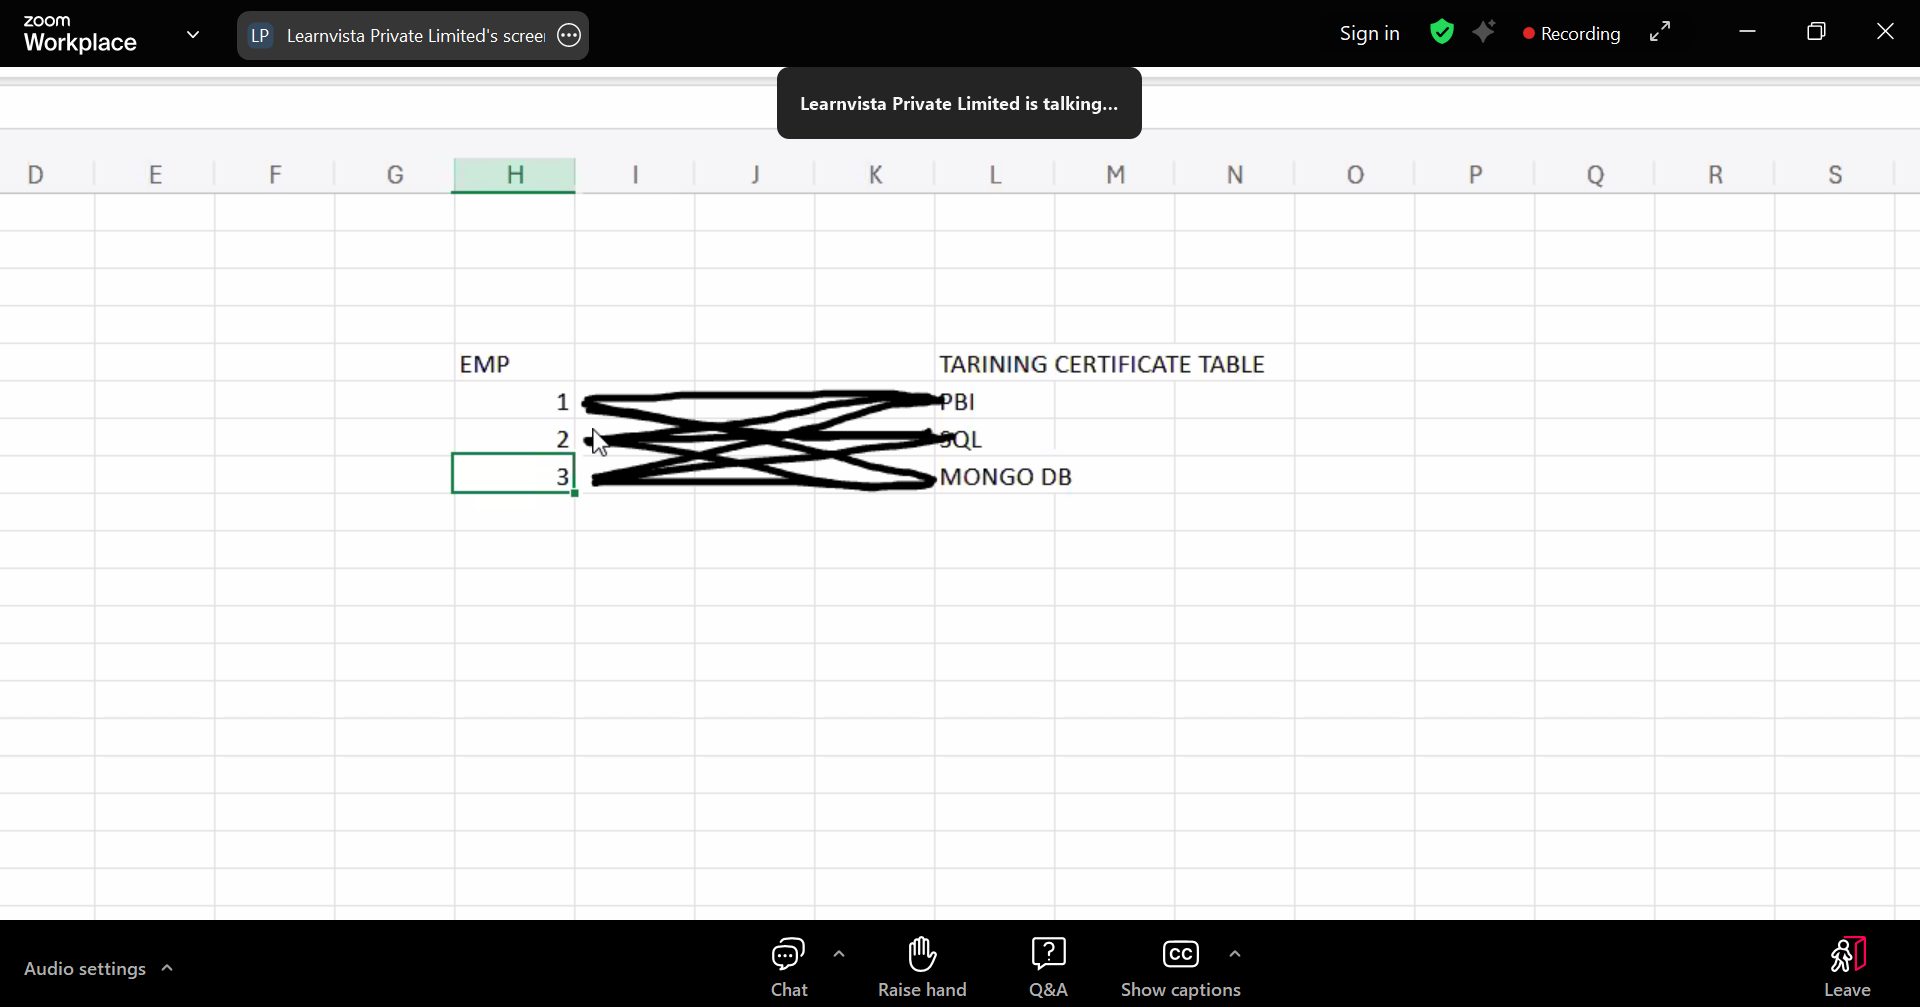 zoom
Workplace
LP Learnvista Private Limited's scree
Sign in
Recording
Learnvista Private Limited is talking...
D E F G H I J K L M N O P Q R S
EMP TARINING CERTIFICATE TABLE
1 PBI
2 SQL
3 MONGO DB
Audio settings
Chat
Raise hand
Q&A
CC
Show captions
Leave